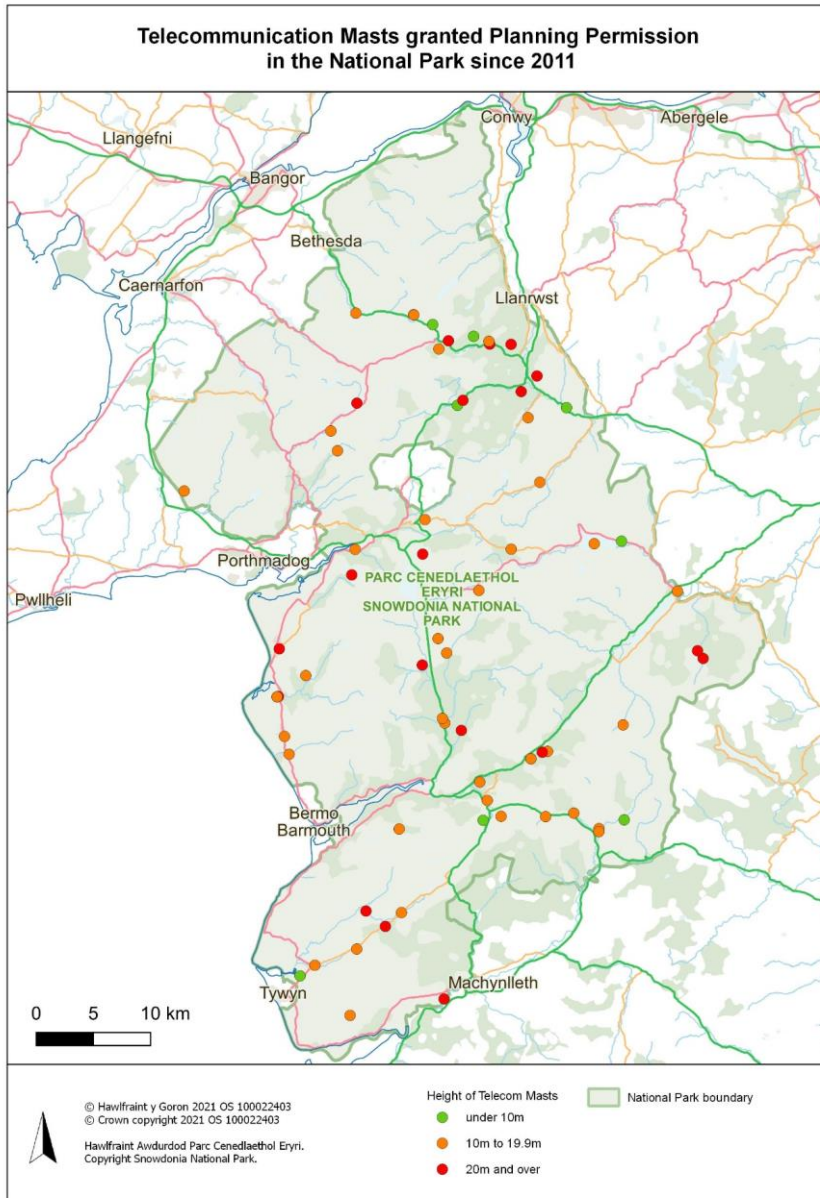 Telecommunication Masts granted Planning Permission
in the National Park since 2011
Conwy
Abergele
Llangefni
Bangor
Bethesda
Caernarfon
Llanrwst
Porthmadog
Pwllheli
PARC CENEDLAETHOL
ERYRI
SNOWDONIA NATIONAL
PARK
Bermo
Barmouth
Machynlleth
Tywyn
0 5 10 km
© Hawlfraint y Goron 2021 OS 100022403
© Crown copyright 2021 OS 100022403
Hawlfraint Awdurdod Parc Cenedlaethol Eryri.
Copyright Snowdonia National Park.
Height of Telecom Masts
under 10m
10m to 19.9m
20m and over
National Park boundary